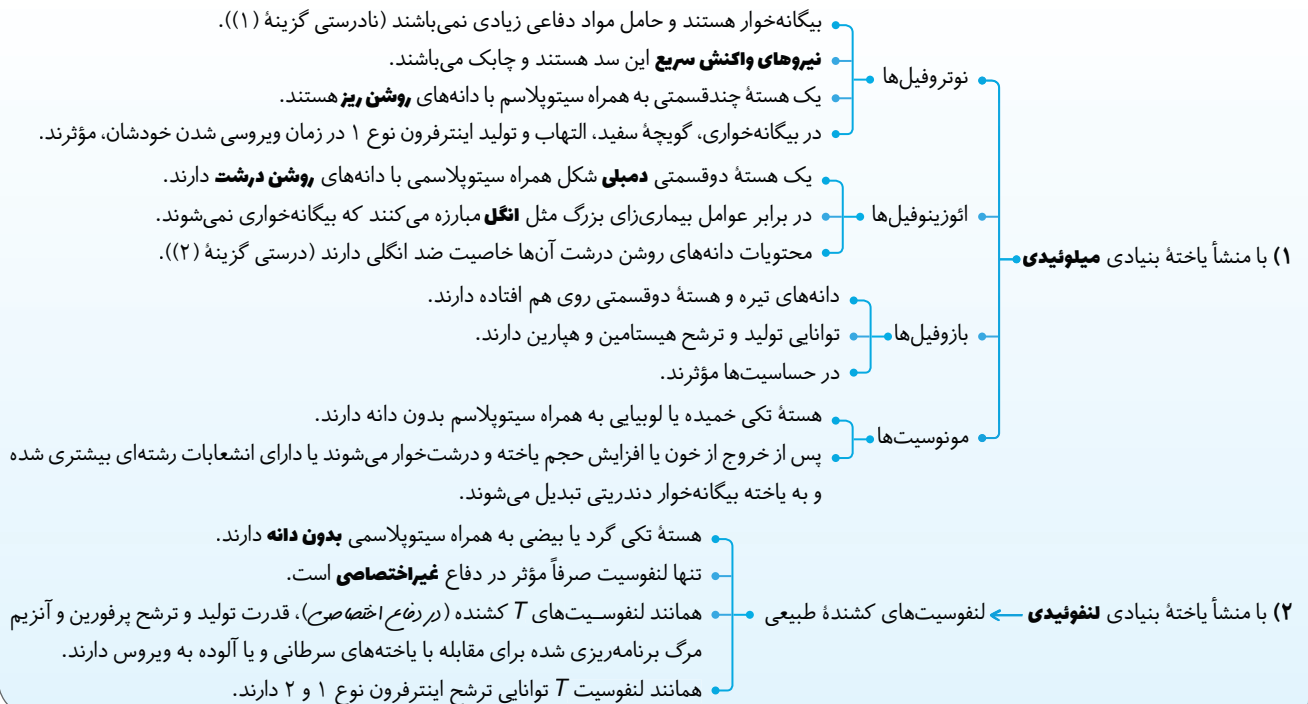 ۱) با منشأ یاختهٔ بنیادی میلوئیدی
نوتروفیل‌ها
بیگانه‌خوار هستند و حامل مواد دفاعی زیادی نمی‌باشند (نادرستی گزینهٔ (۱)).
نیروهای واکنش سریع این سد هستند و چابک می‌باشند.
یک هستهٔ چندقسمتی به همراه سیتوپلاسم با دانه‌های روشن ریز هستند.
در بیگانه‌خواری، گویچهٔ سفید، التهاب و تولید اینترفرون نوع ۱ در زمان ویروسی شدن خودشان، مؤثرند.
ائوزینوفیل‌ها
یک هستهٔ دوقسمتی دمبلی شکل همراه سیتوپلاسمی با دانه‌های روشن درشت دارند.
در برابر عوامل بیماری‌زای بزرگ مثل انگل مبارزه می‌کنند که بیگانه‌خواری نمی‌شوند.
محتویات دانه‌های روشن درشت آن‌ها خاصیت ضد انگلی دارند (درستی گزینهٔ (۲)).
بازوفیل‌ها
دانه‌های تیره و هستهٔ دوقسمتی روی هم افتاده دارند.
توانایی تولید و ترشح هیستامین و هپارین دارند.
در حساسیت‌ها مؤثرند.
مونوسیت‌ها
هستهٔ تکی خمیده یا لوبیایی به همراه سیتوپلاسم بدون دانه دارند.
پس از خروج از خون یا افزایش حجم یاخته و درشت‌خوار می‌شوند یا دارای انشعابات رشته‌ای بیشتری شده
و به یاخته بیگانه‌خوار دندریتی تبدیل می‌شوند.
۲) با منشأ یاختهٔ بنیادی لنفوئیدی
لنفوسیت‌های کشندهٔ طبیعی
هستهٔ تکی گرد یا بیضی به همراه سیتوپلاسمی بدون دانه دارند.
تنها لنفوسیت صرفاً مؤثر در دفاع غیراختصاصی است.
همانند لنفوسیت‌های T کشنده (در دفاع اختصاصی)، قدرت تولید و ترشح پرفورین و آنزیم
مرگ برنامه‌ریزی شده برای مقابله با یاخته‌های سرطانی و یا آلوده به ویروس دارند.
همانند لنفوسیت T توانایی ترشح اینترفرون نوع ۱ و ۲ دارند.